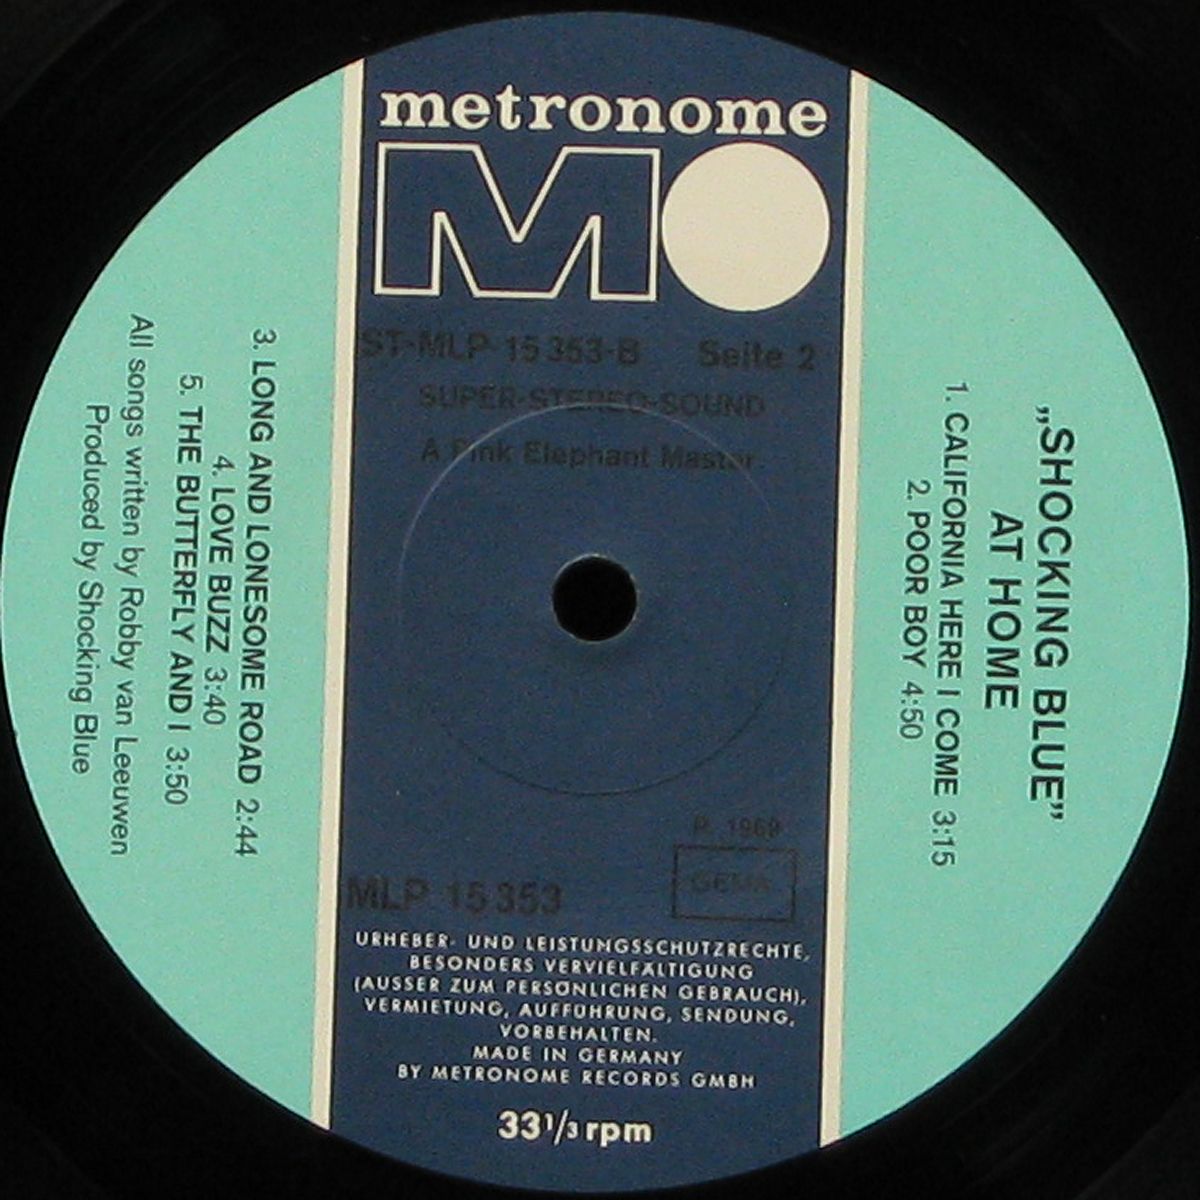 metronome
MO
ST-MLP 15 353-B Seite 2
SUPER-STEREO-SOUND
A Pink Elephant Master
„SHOCKING BLUE”
AT HOME
1. CALIFORNIA HERE I COME 3:15
2. POOR BOY 4:50
3. LONG AND LONESOME ROAD 2:44
4. LOVE BUZZ 3:40
5. THE BUTTERFLY AND I 3:50
All songs written by Robby van Leeuwen
Produced by Shocking Blue
P. 1969
GEMA
MLP 15 353
URHEBER- UND LEISTUNGSSCHUTZRECHTE,
BESONDERS VERVIELFÄLTIGUNG
(AUSSER ZUM PERSÖNLICHEN GEBRAUCH),
VERMIETUNG, AUFFÜHRUNG, SENDUNG,
VORBEHALTEN.
MADE IN GERMANY
BY METRONOME RECORDS GMBH
33 1/3 rpm